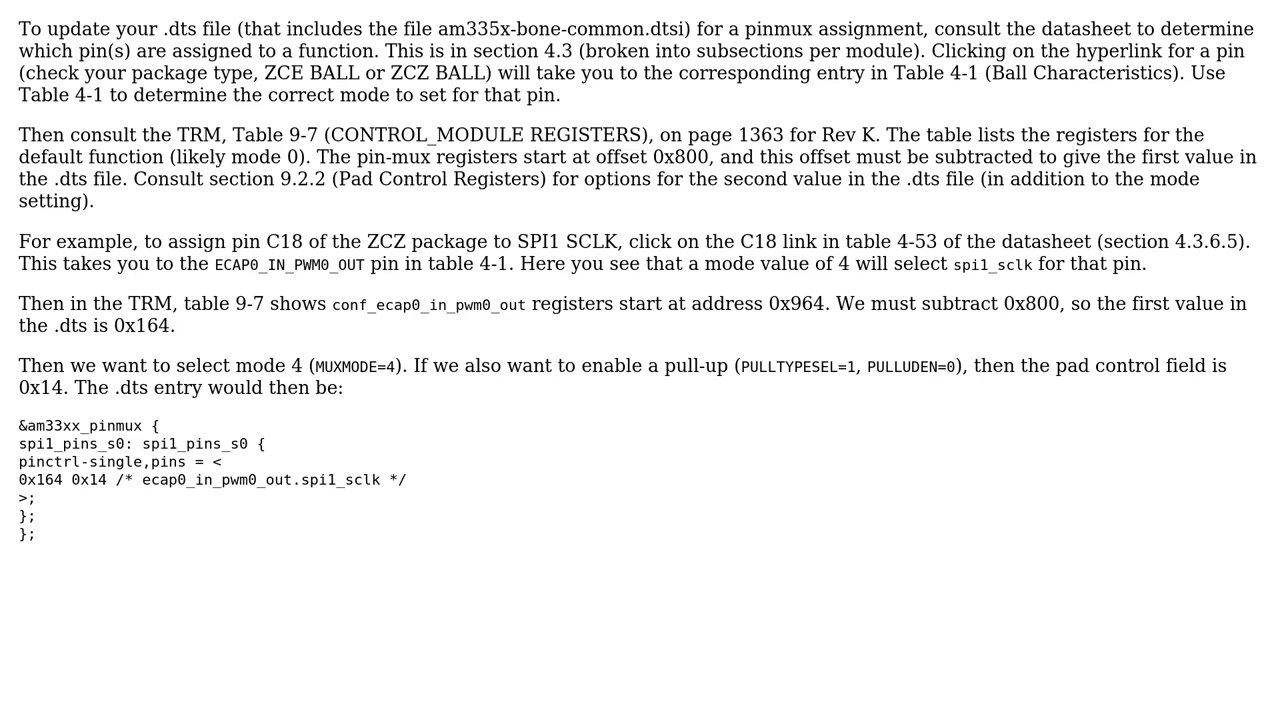 To update your .dts file (that includes the file am335x-bone-common.dtsi) for a pinmux assignment, consult the datasheet to determine
which pin(s) are assigned to a function. This is in section 4.3 (broken into subsections per module). Clicking on the hyperlink for a pin
(check your package type, ZCE BALL or ZCZ BALL) will take you to the corresponding entry in Table 4-1 (Ball Characteristics). Use
Table 4-1 to determine the correct mode to set for that pin.
Then consult the TRM, Table 9-7 (CONTROL_MODULE REGISTERS), on page 1363 for Rev K. The table lists the registers for the
default function (likely mode 0). The pin-mux registers start at offset 0x800, and this offset must be subtracted to give the first value in
the .dts file. Consult section 9.2.2 (Pad Control Registers) for options for the second value in the .dts file (in addition to the mode
setting).
For example, to assign pin C18 of the ZCZ package to SPI1 SCLK, click on the C18 link in table 4-53 of the datasheet (section 4.3.6.5).
This takes you to the ECAP0_IN_PWM0_OUT pin in table 4-1. Here you see that a mode value of 4 will select spi1_sclk for that pin.
Then in the TRM, table 9-7 shows conf_ecap0_in_pwm0_out registers start at address 0x964. We must subtract 0x800, so the first value in
the .dts is 0x164.
Then we want to select mode 4 (MUXMODE=4). If we also want to enable a pull-up (PULLTYPESEL=1, PULLUDEN=0), then the pad control field is
0x14. The .dts entry would then be:
&am33xx_pinmux {
spi1_pins_s0: spi1_pins_s0 {
pinctrl-single,pins = <
0x164 0x14 /* ecap0_in_pwm0_out.spi1_sclk */
>;
};
};